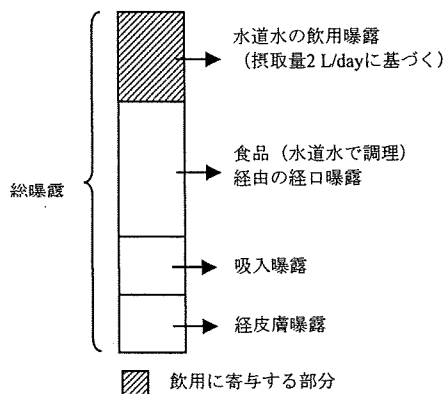 水道水の飲用曝露
(摂取量2 L/dayに基づく)
食品(水道水で調理)
経由の経口曝露
総曝露
吸入曝露
経皮膚曝露
飲用に寄与する部分